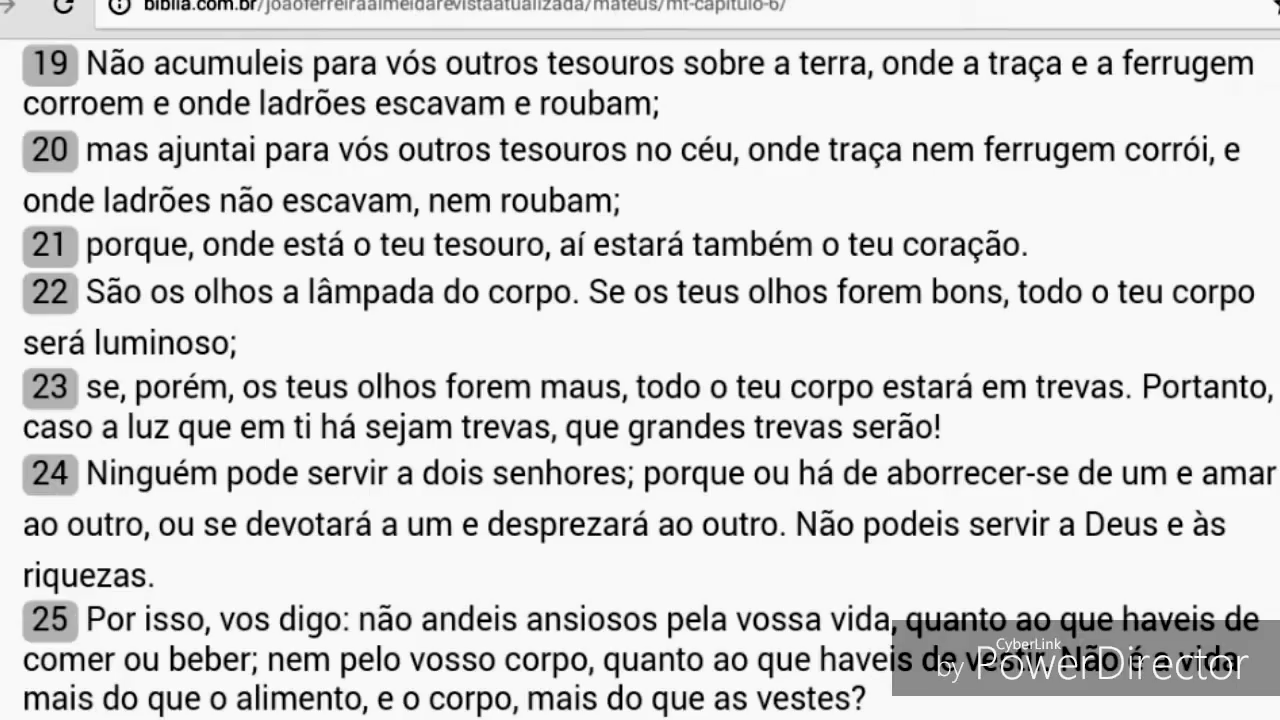 biblia.com.br/joaoferreiraalmeidarevistaatualizada/mateus/mt-capitulo-6/
19 Não acumuleis para vós outros tesouros sobre a terra, onde a traça e a ferrugem
corroem e onde ladrões escavam e roubam;
20 mas ajuntai para vós outros tesouros no céu, onde traça nem ferrugem corrói, e
onde ladrões não escavam, nem roubam;
21 porque, onde está o teu tesouro, aí estará também o teu coração.
22 São os olhos a lâmpada do corpo. Se os teus olhos forem bons, todo o teu corpo
será luminoso;
23 se, porém, os teus olhos forem maus, todo o teu corpo estará em trevas. Portanto,
caso a luz que em ti há sejam trevas, que grandes trevas serão!
24 Ninguém pode servir a dois senhores; porque ou há de aborrecer-se de um e amar
ao outro, ou se devotará a um e desprezará ao outro. Não podeis servir a Deus e às
riquezas.
25 Por isso, vos digo: não andeis ansiosos pela vossa vida, quanto ao que haveis de
comer ou beber; nem pelo vosso corpo, quanto ao que haveis de vestir. Não é a vida
mais do que o alimento, e o corpo, mais do que as vestes?
CyberLink
by PowerDirector